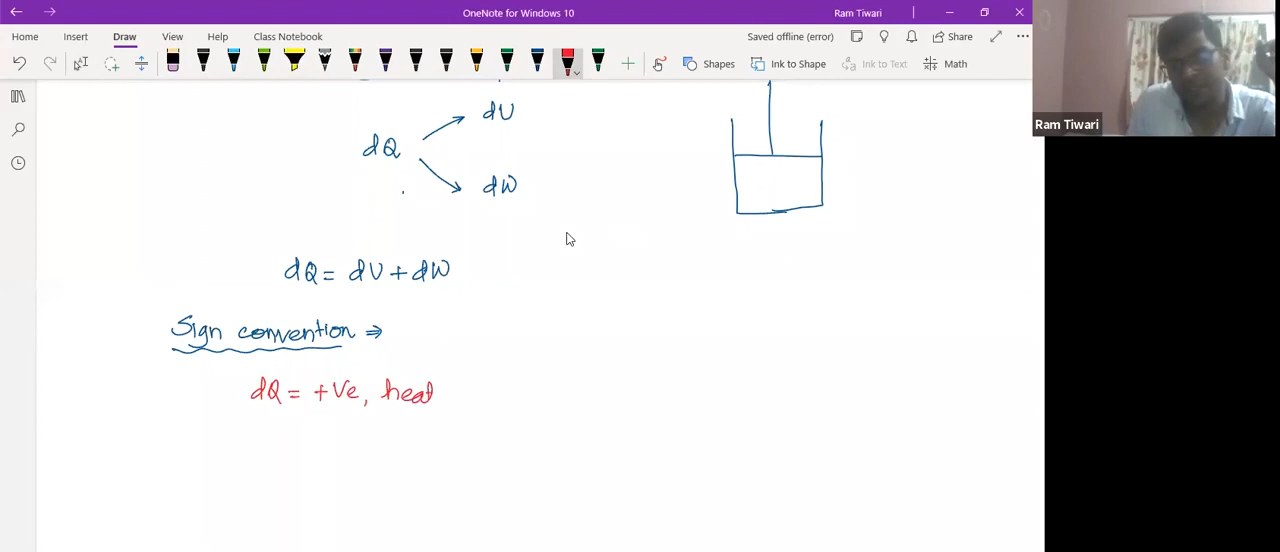 OneNote for Windows 10
Ram Tiwari
Home Insert Draw View Help Class Notebook
Saved offline (error) Share
Shapes Ink to Shape Ink to Text Math
Ram Tiwari
dU
dQ
dW
dQ = dU + dW
Sign convention ⇒
dQ = +Ve, heat